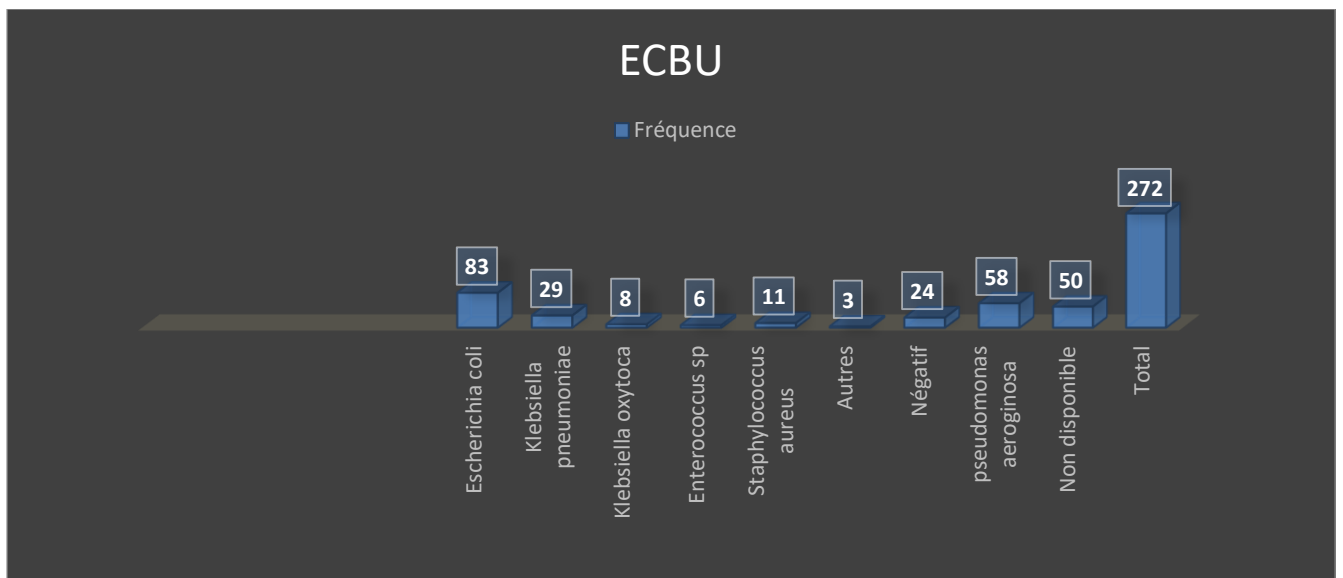 ECBU
Fréquence
83
29
8
6
11
3
24
58
50
272
Escherichia coli
Klebsiella
pneumoniae
Klebsiella oxytoca
Enterococcus sp
Staphylococcus
aureus
Autres
Négatif
pseudomonas
aeroginosa
Non disponible
Total